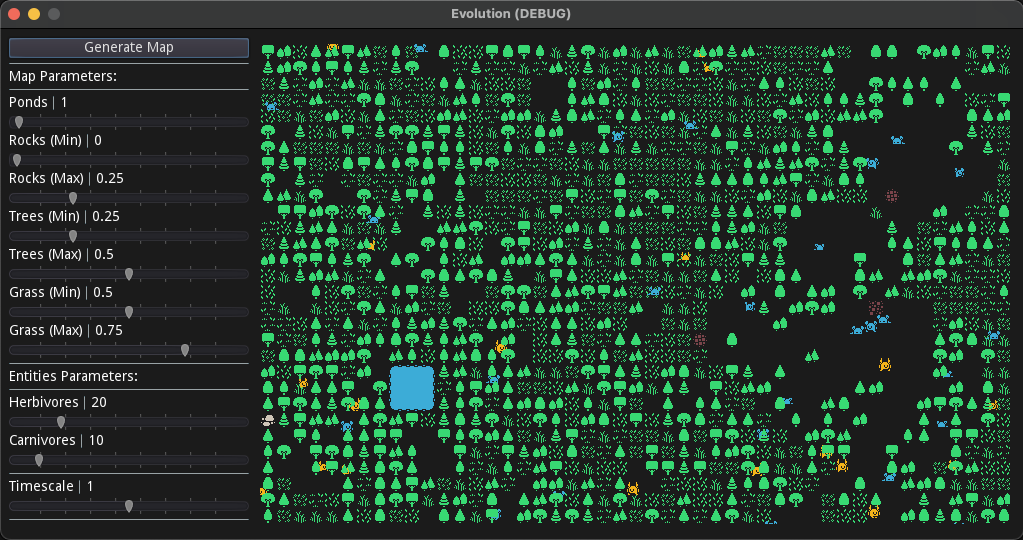 Evolution (DEBUG)
Generate Map
Map Parameters:
Ponds | 1
Rocks (Min) | 0
Rocks (Max) | 0.25
Trees (Min) | 0.25
Trees (Max) | 0.5
Grass (Min) | 0.5
Grass (Max) | 0.75
Entities Parameters:
Herbivores | 20
Carnivores | 10
Timescale | 1